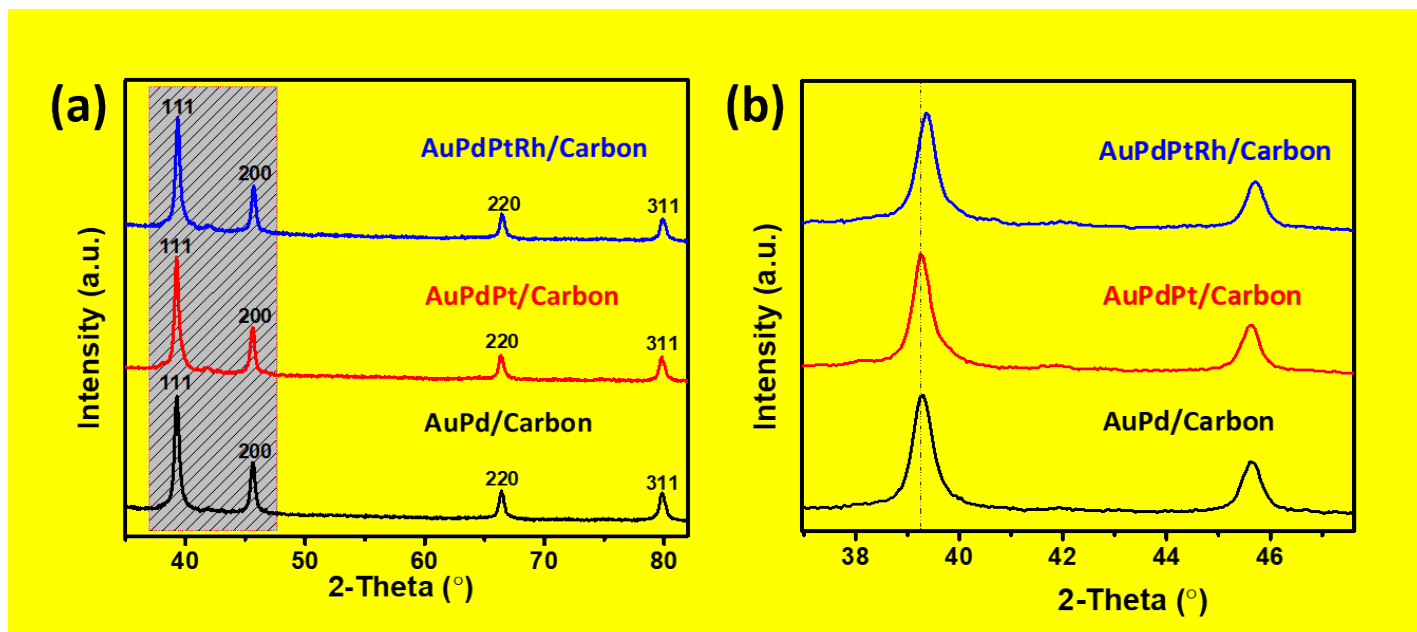 (a)
111
200
AuPdPtRh/Carbon
220
311
111
200
AuPdPt/Carbon
220
311
111
200
AuPd/Carbon
220
311
Intensity (a.u.)
40
50
60
70
80
2-Theta (°)
(b)
AuPdPtRh/Carbon
AuPdPt/Carbon
AuPd/Carbon
Intensity (a.u.)
38
40
42
44
46
2-Theta (°)